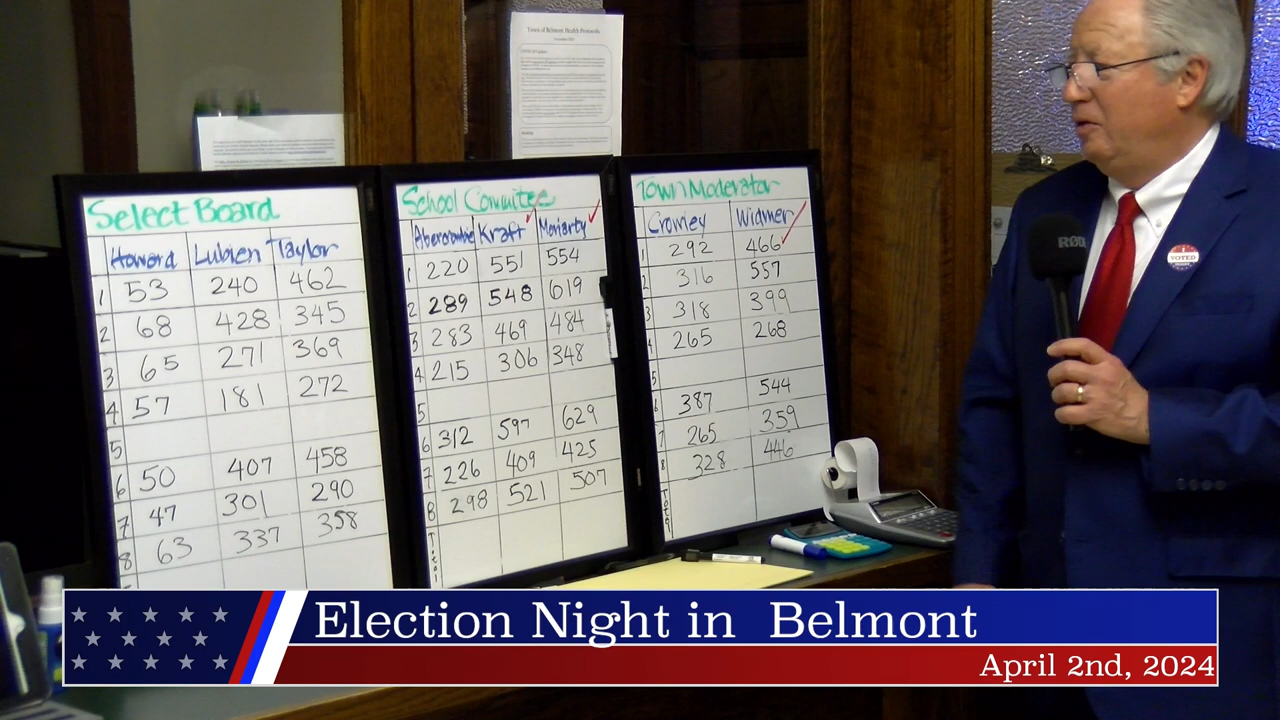 Town of Belmont Health Protocols
Select Board
Howard Lubien Taylor
1 53 240 462
2 68 428 345
3 65 271 369
4 57 181 272
5
6 50 407 458
7 47 301 290
8 63 337 358
School Committee
Abercrombie Kraft Moriarty
1 220 551 554
2 289 548 619
3 283 469 484
4 215 306 348
5
6 312 597 629
7 226 409 425
8 298 521 507
Total
Town Moderator
Crowley Widmer
1 292 466
2 316 557
3 318 399
4 265 268
5
6 387 544
7 265 359
8 328 446
Total
RØDE
I VOTED
Election Night in Belmont
April 2nd, 2024